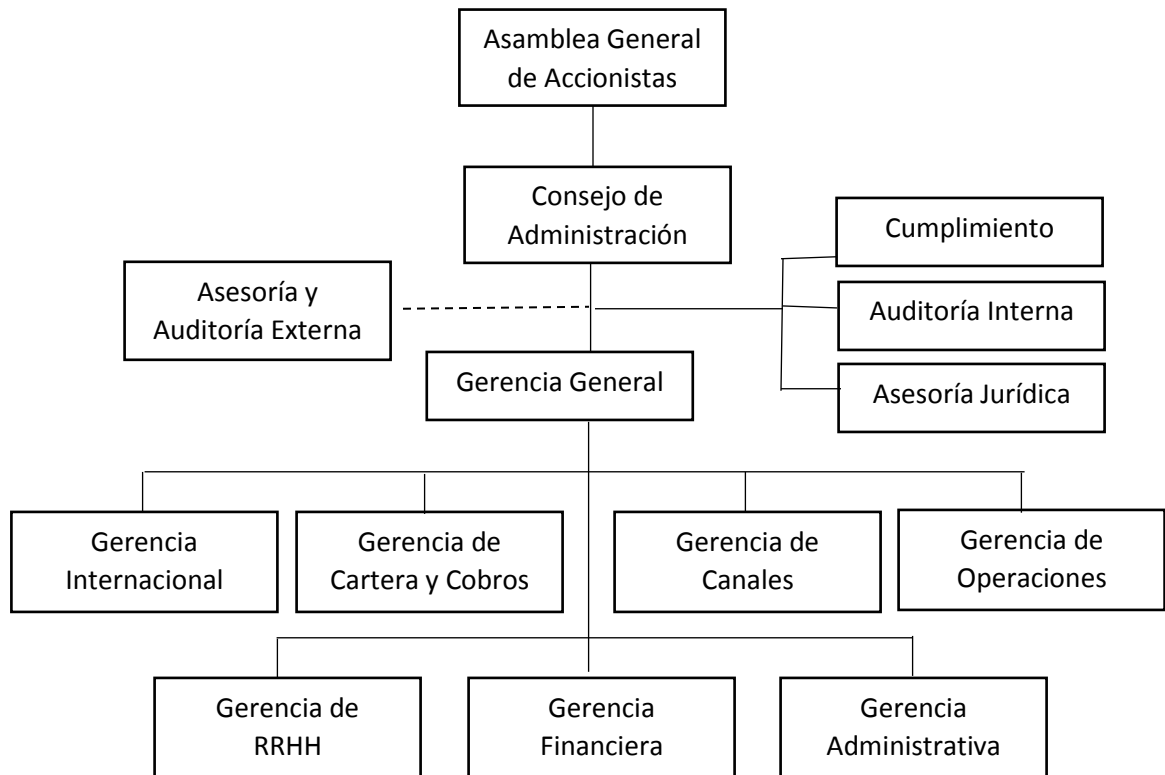 Asamblea General
de Accionistas
Consejo de
Administración
Cumplimiento
Asesoría y
Auditoría Externa
Auditoría Interna
Gerencia General
Asesoría Jurídica
Gerencia
Internacional
Gerencia de
Cartera y Cobros
Gerencia de
Canales
Gerencia de
Operaciones
Gerencia de
RRHH
Gerencia
Financiera
Gerencia
Administrativa